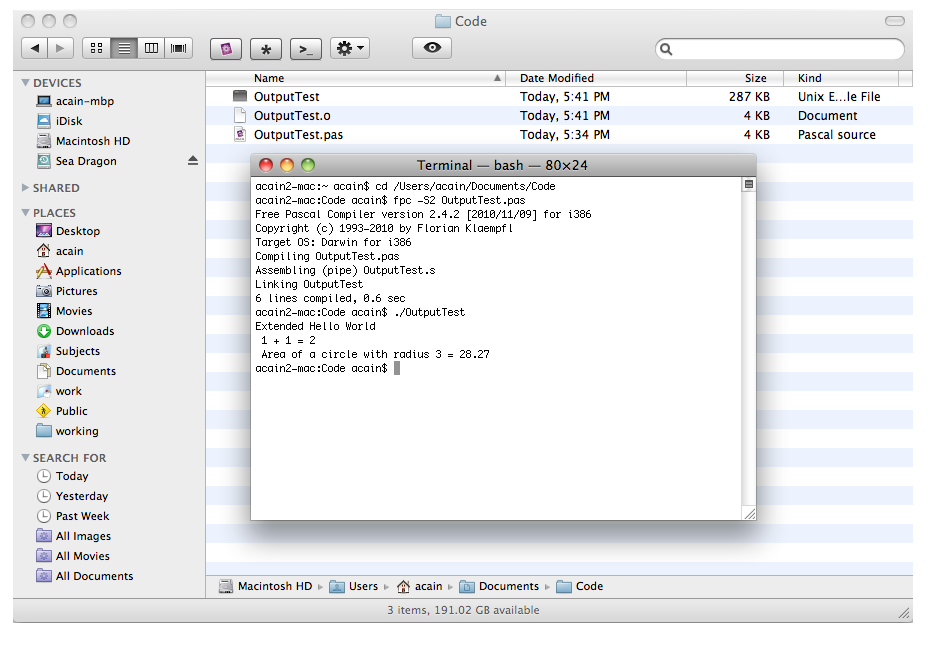 Code
Name Date Modified Size Kind
OutputTest Today, 5:41 PM 287 KB Unix E...le File
OutputTest.o Today, 5:41 PM 4 KB Document
OutputTest.pas Today, 5:34 PM 4 KB Pascal source
DEVICES
acain-mbp
iDisk
Macintosh HD
Sea Dragon
SHARED
PLACES
Desktop
acain
Applications
Pictures
Movies
Downloads
Subjects
Documents
work
Public
working
SEARCH FOR
Today
Yesterday
Past Week
All Images
All Movies
All Documents
Terminal — bash — 80×24
acain2-mac:~ acain$ cd /Users/acain/Documents/Code
acain2-mac:Code acain$ fpc -S2 OutputTest.pas
Free Pascal Compiler version 2.4.2 [2010/11/09] for i386
Copyright (c) 1993-2010 by Florian Klaempfl
Target OS: Darwin for i386
Compiling OutputTest.pas
Assembling (pipe) OutputTest.s
Linking OutputTest
6 lines compiled, 0.6 sec
acain2-mac:Code acain$ ./OutputTest
Extended Hello World
 1 + 1 = 2
 Area of a circle with radius 3 = 28.27
acain2-mac:Code acain$
Macintosh HD ▸ Users ▸ acain ▸ Documents ▸ Code
3 items, 191.02 GB available